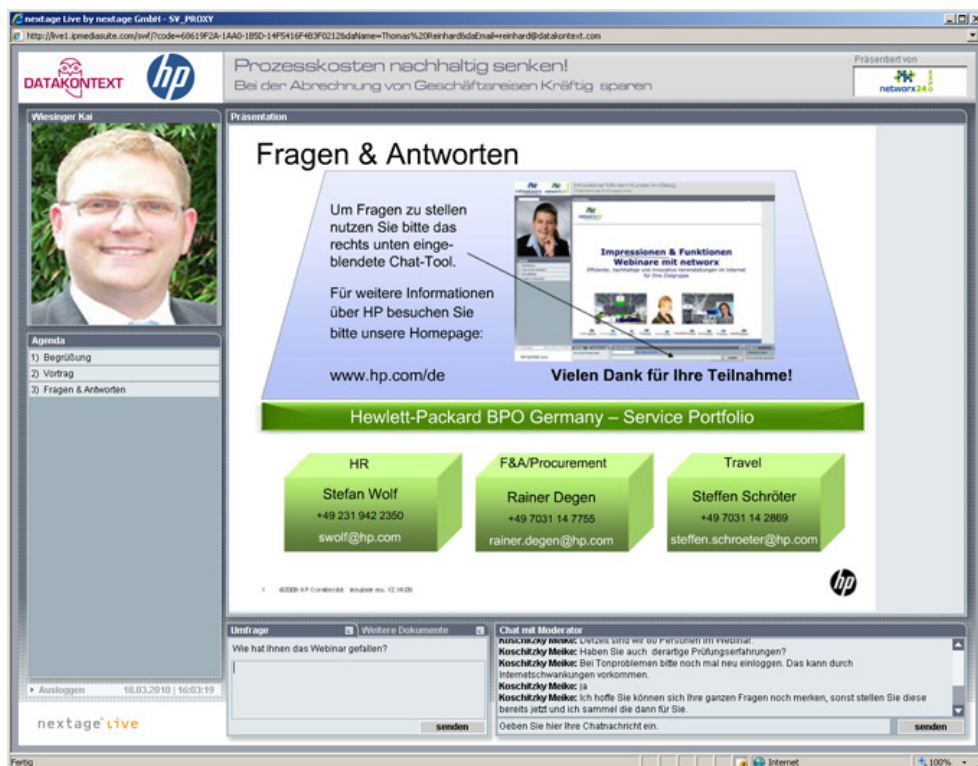 nextage Live by nextage GmbH - SV_PROXY
http://live1.ipmediasuite.com/swf/?code=68619F2A-1AA0-1B5D-14F5416F4B3F0212&daName=Thomas%20Reinhard&daEmail=reinhard@datakontext.com
DATAKONTEXT
hp
Prozesskosten nachhaltig senken!
Bei der Abrechnung von Geschäftsreisen Kräftig sparen
Präsentiert von
networx24
Wiesinger Kai
Präsentation
Fragen & Antworten
Um Fragen zu stellen
nutzen Sie bitte das
rechts unten einge-
blendete Chat-Tool.
Für weitere Informationen
über HP besuchen Sie
bitte unsere Homepage:
www.hp.com/de
Impressionen & Funktionen
Webinare mit networx
Vielen Dank für Ihre Teilnahme!
Hewlett-Packard BPO Germany – Service Portfolio
HR
Stefan Wolf
+49 231 942 2350
swolf@hp.com
F&A/Procurement
Rainer Degen
+49 7031 14 7755
rainer.degen@hp.com
Travel
Steffen Schröter
+49 7031 14 2869
steffen.schroeter@hp.com
hp
Agenda
1) Begrüßung
2) Vortrag
3) Fragen & Antworten
Ausloggen 18.03.2010 | 16:03:19
nextage Live
Umfrage
Weitere Dokumente
Wie hat Ihnen das Webinar gefallen?
senden
Chat mit Moderator
Koschitzky Meike: Derzeit sind wir 60 Personen im Webinar.
Koschitzky Meike: Haben Sie auch derartige Prüfungserfahrungen?
Koschitzky Meike: Bei Tonproblemen bitte noch mal neu einloggen. Das kann durch
Internetschwankungen vorkommen.
Koschitzky Meike: ja
Koschitzky Meike: Ich hoffe Sie können sich Ihre ganzen Fragen noch merken, sonst stellen Sie diese
bereits jetzt und ich sammel die dann für Sie.
Geben Sie hier Ihre Chatnachricht ein.
senden
Fertig
Internet
100%